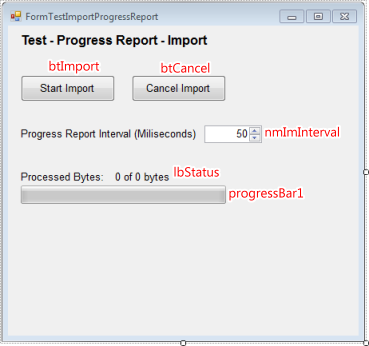 FormTestImportProgressReport
Test - Progress Report - Import
btImport btCancel
Start Import Cancel Import
Progress Report Interval (Miliseconds) 50 nmImInterval
Processed Bytes: 0 of 0 bytes lbStatus
progressBar1